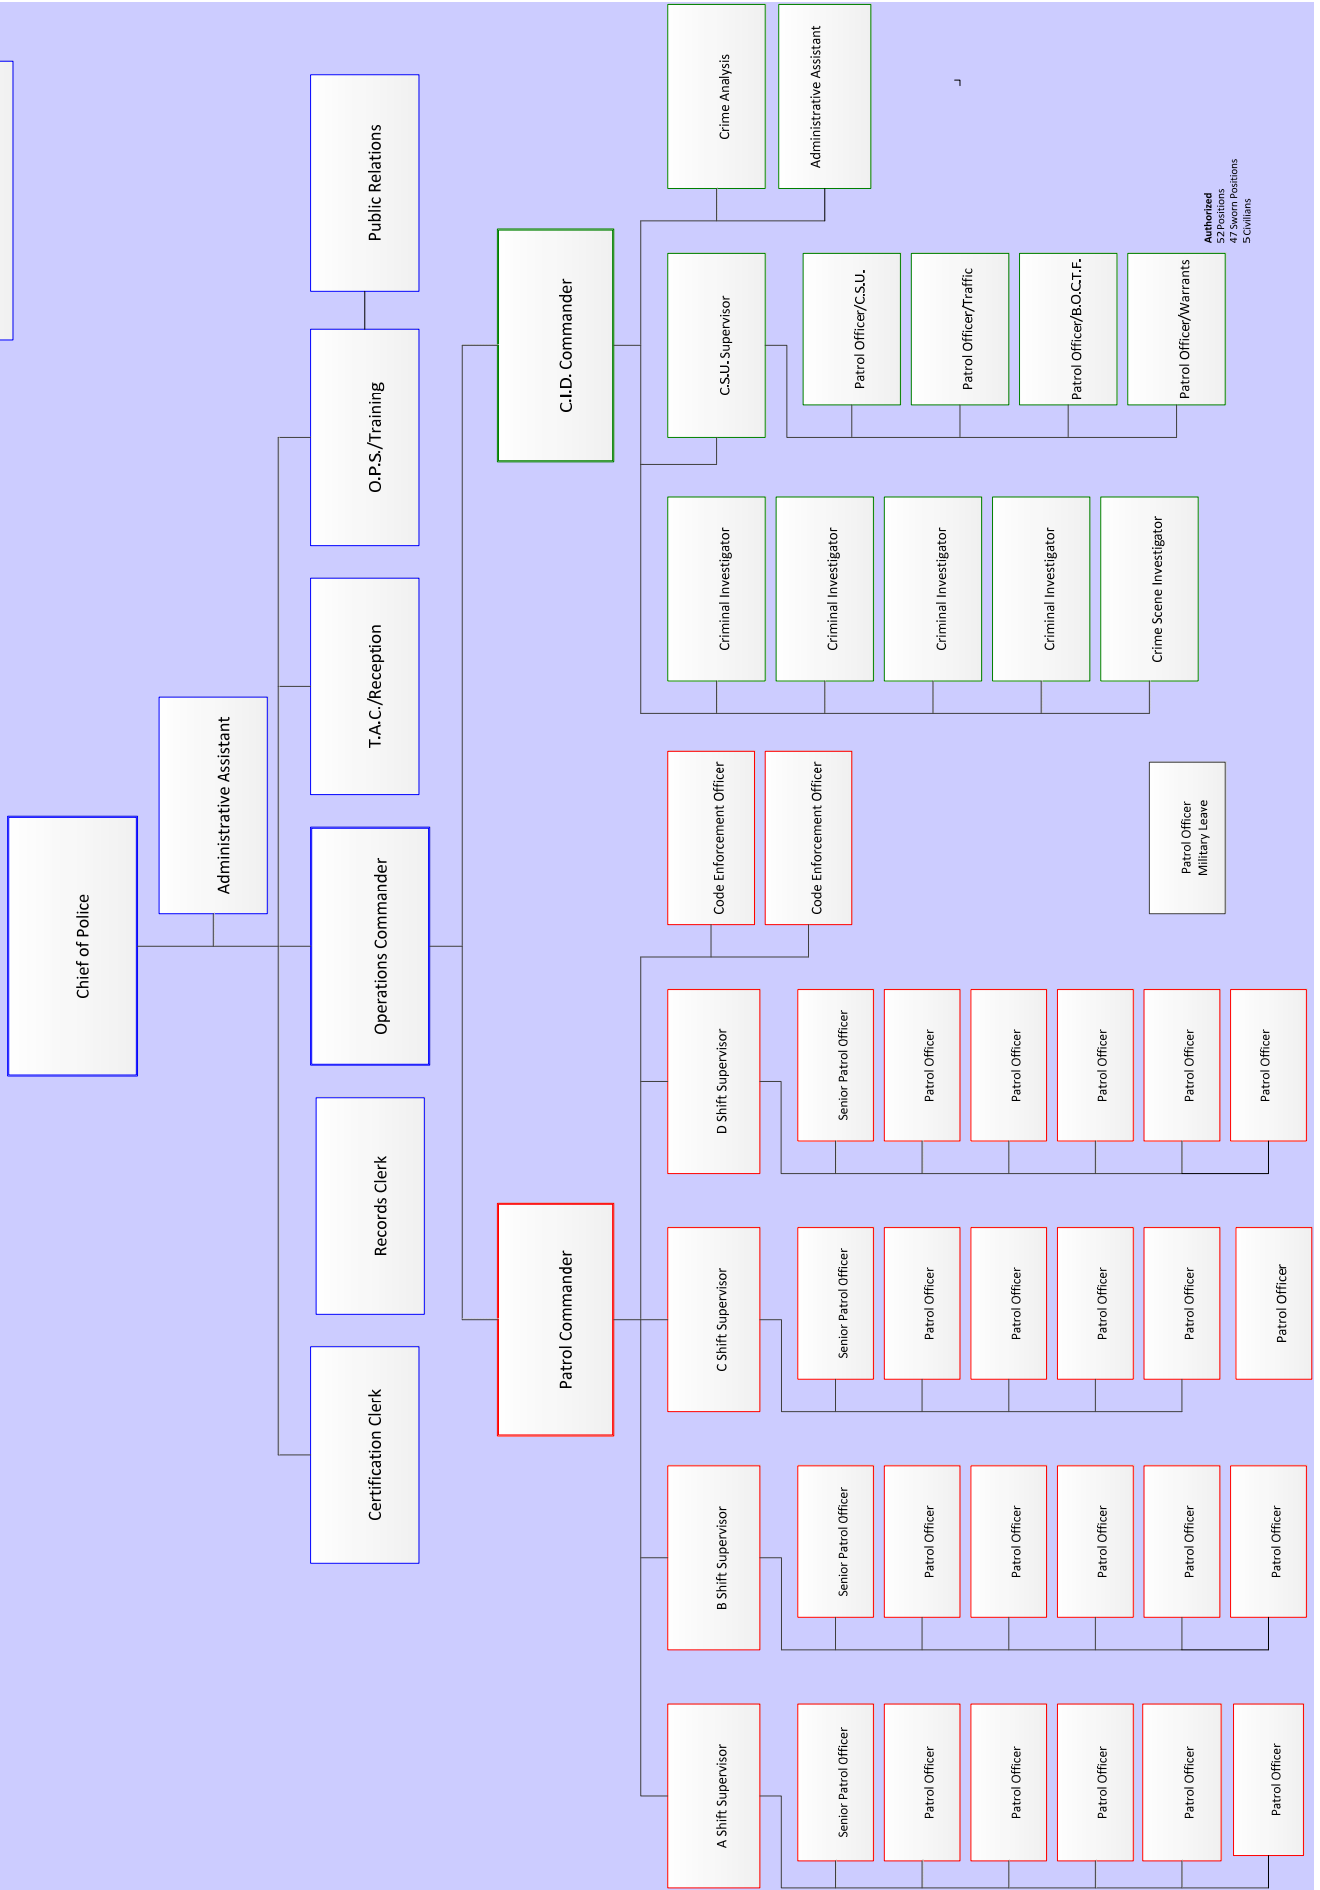 Chief of Police
Administrative Assistant
Certification Clerk
Records Clerk
Operations Commander
T.A.C./Reception
O.P.S./Training
Public Relations
Patrol Commander
C.I.D. Commander
A Shift Supervisor
B Shift Supervisor
C Shift Supervisor
D Shift Supervisor
Code Enforcement Officer
Code Enforcement Officer
Criminal Investigator
C.S.U. Supervisor
Crime Analysis
Administrative Assistant
Senior Patrol Officer
Patrol Officer
Patrol Officer
Patrol Officer
Patrol Officer
Patrol Officer
Senior Patrol Officer
Patrol Officer
Patrol Officer
Patrol Officer
Patrol Officer
Patrol Officer
Senior Patrol Officer
Patrol Officer
Patrol Officer
Patrol Officer
Patrol Officer
Patrol Officer
Senior Patrol Officer
Patrol Officer
Patrol Officer
Patrol Officer
Patrol Officer
Patrol Officer
Patrol Officer
Military Leave
Criminal Investigator
Criminal Investigator
Criminal Investigator
Crime Scene Investigator
Patrol Officer/C.S.U.
Patrol Officer/Traffic
Patrol Officer/B.O.C.T.F.
Patrol Officer/Warrants
Authorized
52 Positions
47 Sworn Positions
5 Civilians